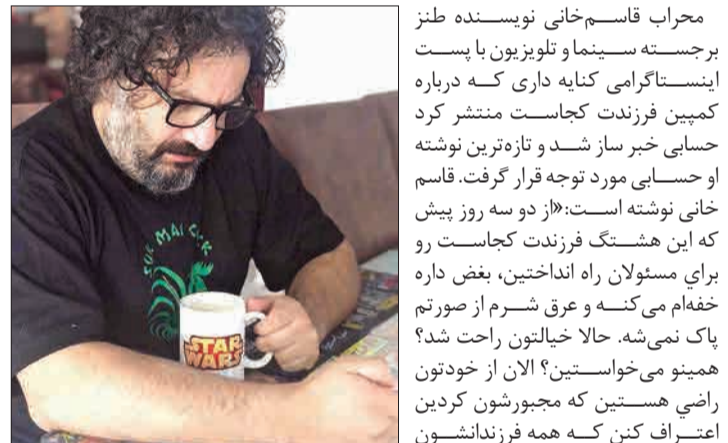 محراب قاسم‌خانی نویسنده طنز
برجسته سینما و تلویزیون با پست
اینستاگرامی کنایه داری که درباره
کمپین فرزندت کجاست منتشر کرد
حسابی خبر ساز شد و تازه‌ترین نوشته
او حسابی مورد توجه قرار گرفت. قاسم
خانی نوشته است:«از دو سه روز پیش
که این هشتگ فرزندت کجاست رو
براي مسئولان راه انداختین، بغض داره
خفه‌ام می‌کنه و عرق شرم از صورتم
پاک نمی‌شه. حالا خیالتون راحت شد؟
همینو می‌خواستین؟ الان از خودتون
راضي هستین که مجبورشون کردین
اعتراف کنن که همه فرزندانشون
STAR
WARS